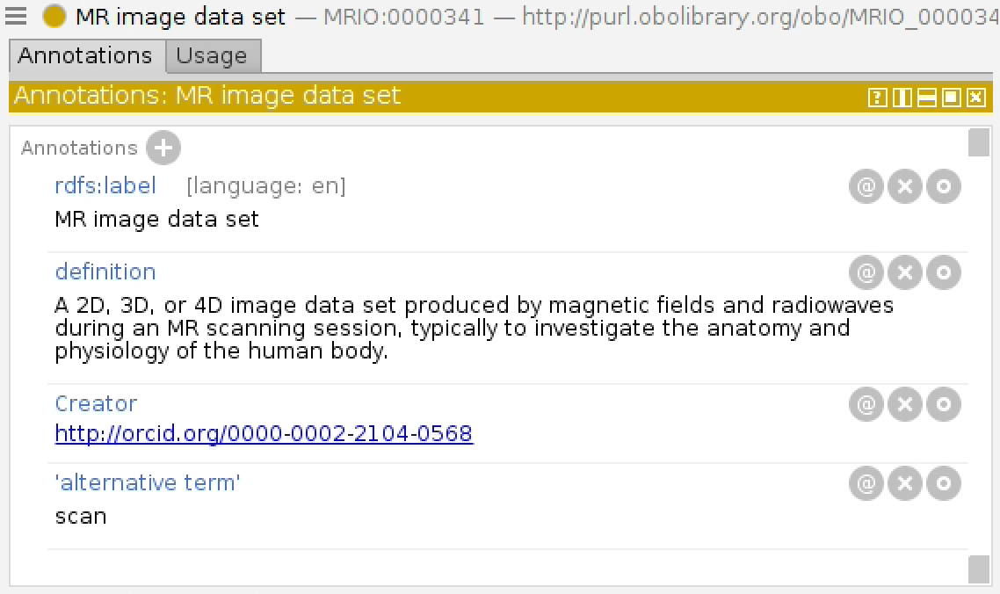 MR image data set — MRIO:0000341 — http://purl.obolibrary.org/obo/MRIO_000034
Annotations Usage
Annotations: MR image data set
Annotations
rdfs:label [language: en]
MR image data set
definition
A 2D, 3D, or 4D image data set produced by magnetic fields and radiowaves
during an MR scanning session, typically to investigate the anatomy and
physiology of the human body.
Creator
http://orcid.org/0000-0002-2104-0568
'alternative term'
scan